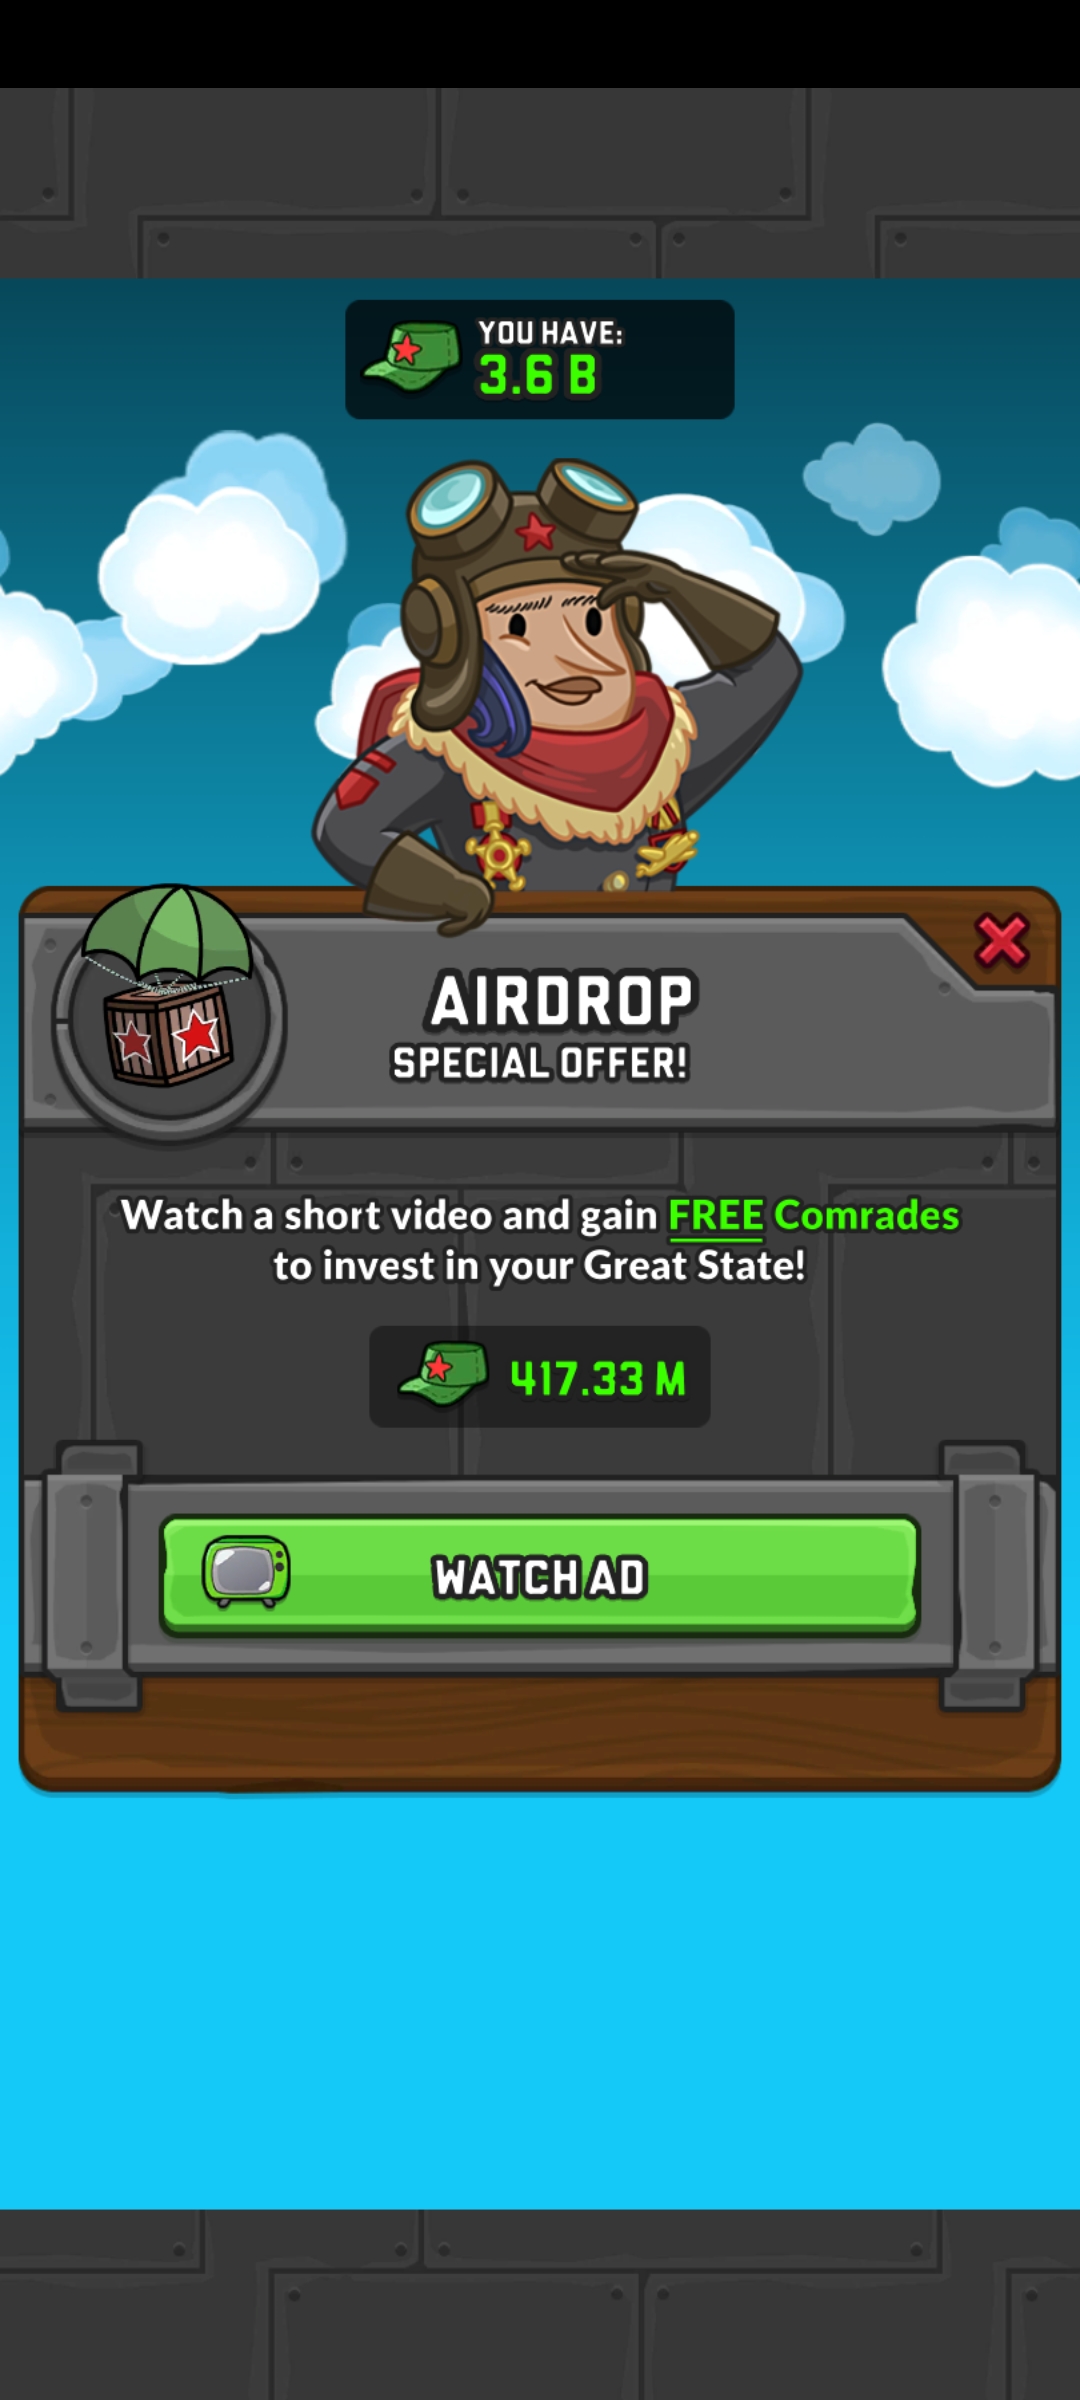 YOU HAVE:
3.6 B
AIRDROP
SPECIAL OFFER!
Watch a short video and gain FREE Comrades
to invest in your Great State!
417.33 M
WATCH AD